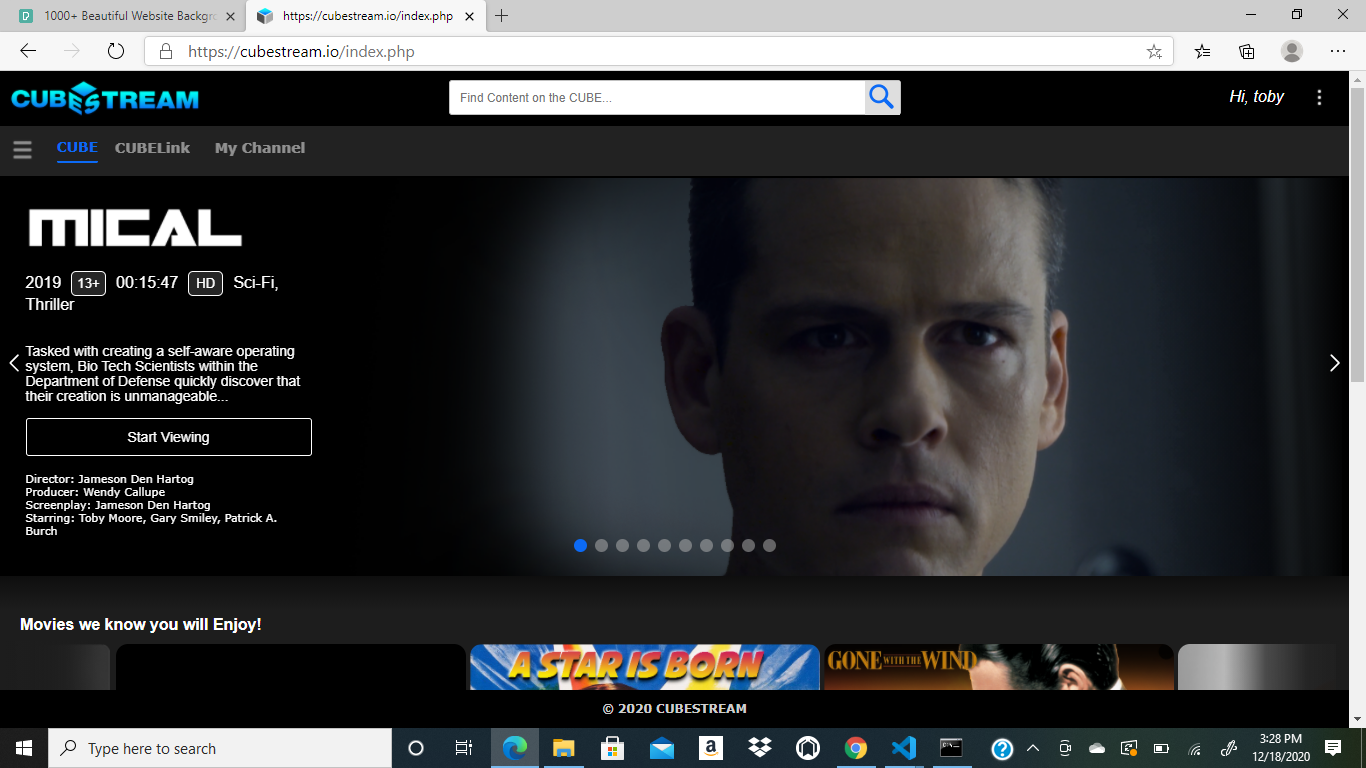 1000+ Beautiful Website Backgro
https://cubestream.io/index.php
https://cubestream.io/index.php
CUBESTREAM
Find Content on the CUBE...
Hi, toby
CUBE
CUBELink
My Channel
MICAL
2019 13+ 00:15:47 HD Sci-Fi,
Thriller
Tasked with creating a self-aware operating
system, Bio Tech Scientists within the
Department of Defense quickly discover that
their creation is unmanageable...
Start Viewing
Director: Jameson Den Hartog
Producer: Wendy Callupe
Screenplay: Jameson Den Hartog
Starring: Toby Moore, Gary Smiley, Patrick A.
Burch
Movies we know you will Enjoy!
A STAR IS BORN
GONE WITH THE WIND
© 2020 CUBESTREAM
Type here to search
3:28 PM
12/18/2020